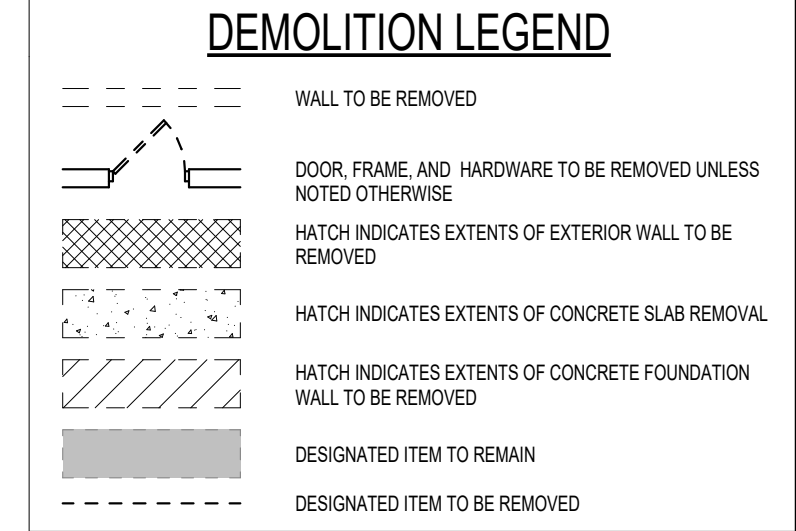 DEMOLITION LEGEND
WALL TO BE REMOVED
DOOR, FRAME, AND HARDWARE TO BE REMOVED UNLESS
NOTED OTHERWISE
HATCH INDICATES EXTENTS OF EXTERIOR WALL TO BE
REMOVED
HATCH INDICATES EXTENTS OF CONCRETE SLAB REMOVAL
HATCH INDICATES EXTENTS OF CONCRETE FOUNDATION
WALL TO BE REMOVED
DESIGNATED ITEM TO REMAIN
DESIGNATED ITEM TO BE REMOVED